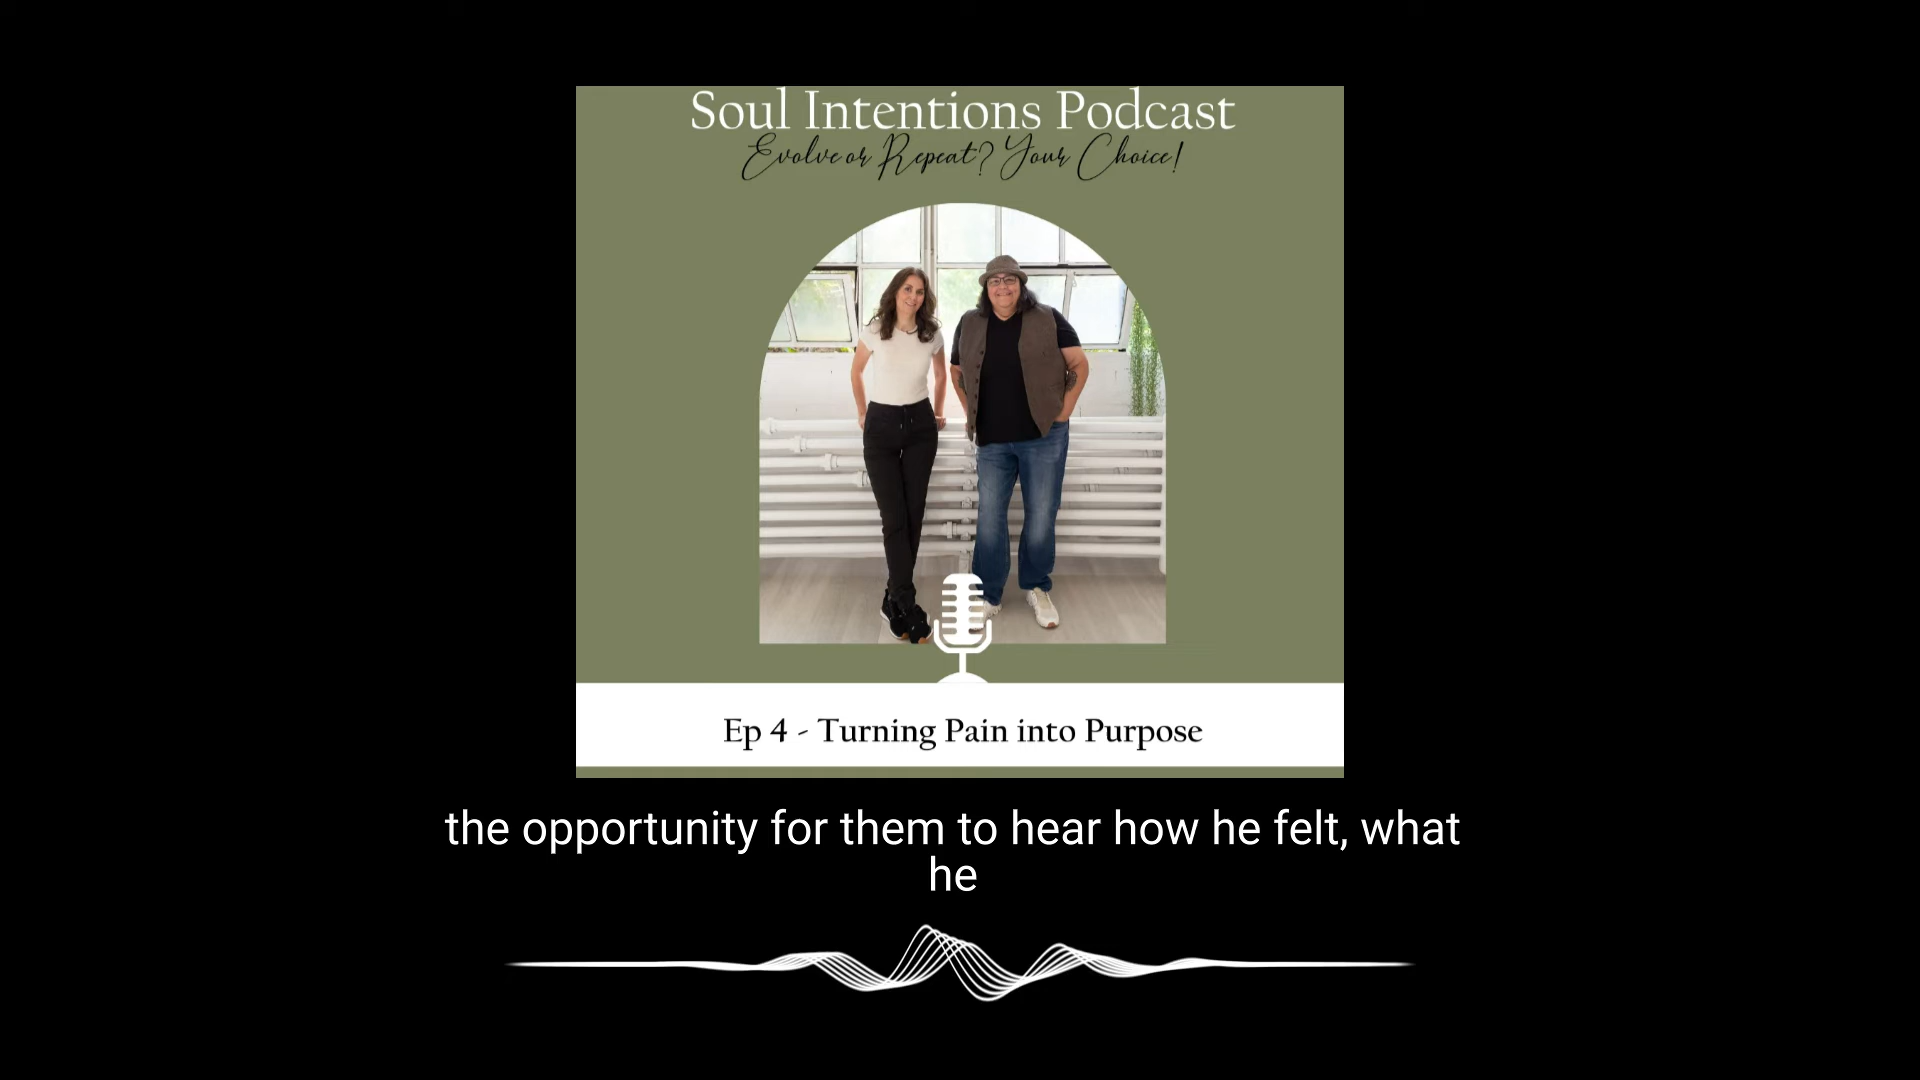 Soul Intentions Podcast
Evolve or Repeat? Your Choice!
Ep 4 - Turning Pain into Purpose
the opportunity for them to hear how he felt, what
he